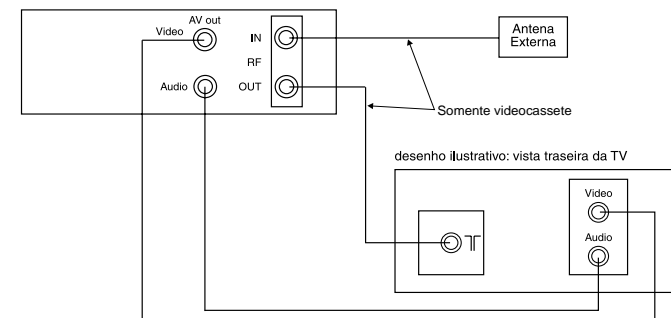 AV out
Video
IN
RF
Audio
OUT
Antena
Externa
Somente videocassete
desenho ilustrativo: vista traseira da TV
Video
Audio